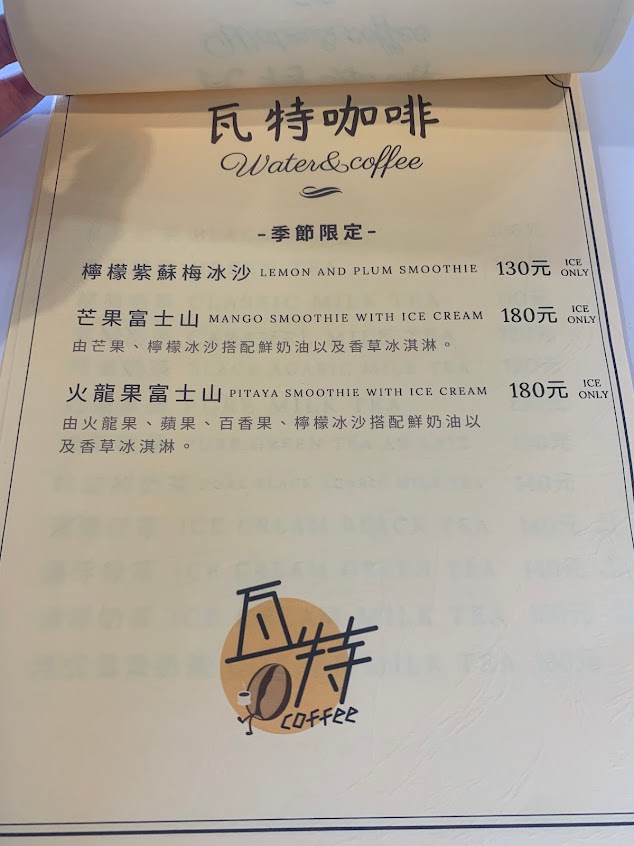 瓦特咖啡
Water&coffee
-季節限定-
檸檬紫蘇梅冰沙 LEMON AND PLUM SMOOTHIE 130元 ICE ONLY
芒果富士山 MANGO SMOOTHIE WITH ICE CREAM 180元 ICE ONLY
由芒果、檸檬冰沙搭配鮮奶油以及香草冰淇淋。
火龍果富士山 PITAYA SMOOTHIE WITH ICE CREAM 180元 ICE ONLY
由火龍果、蘋果、百香果、檸檬冰沙搭配鮮奶油以
及香草冰淇淋。
瓦特
coffee